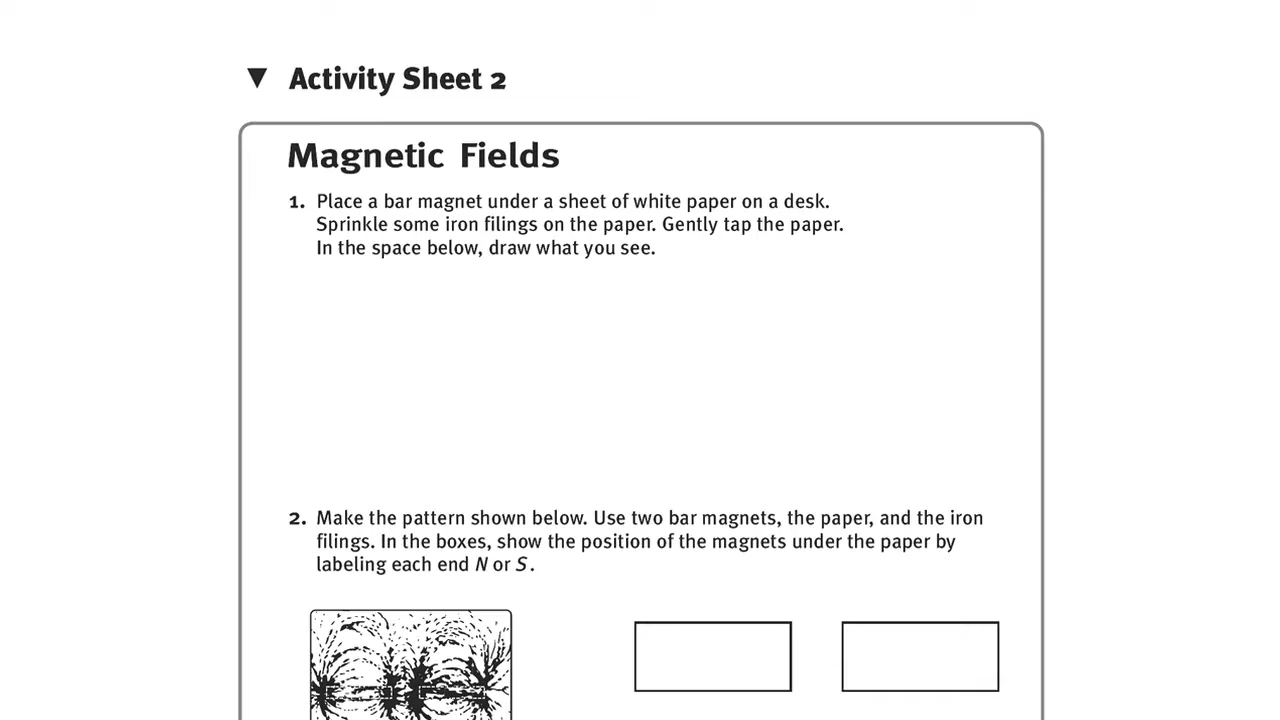 ▼ Activity Sheet 2
Magnetic Fields
1. Place a bar magnet under a sheet of white paper on a desk.
Sprinkle some iron filings on the paper. Gently tap the paper.
In the space below, draw what you see.
2. Make the pattern shown below. Use two bar magnets, the paper, and the iron
filings. In the boxes, show the position of the magnets under the paper by
labeling each end N or S.